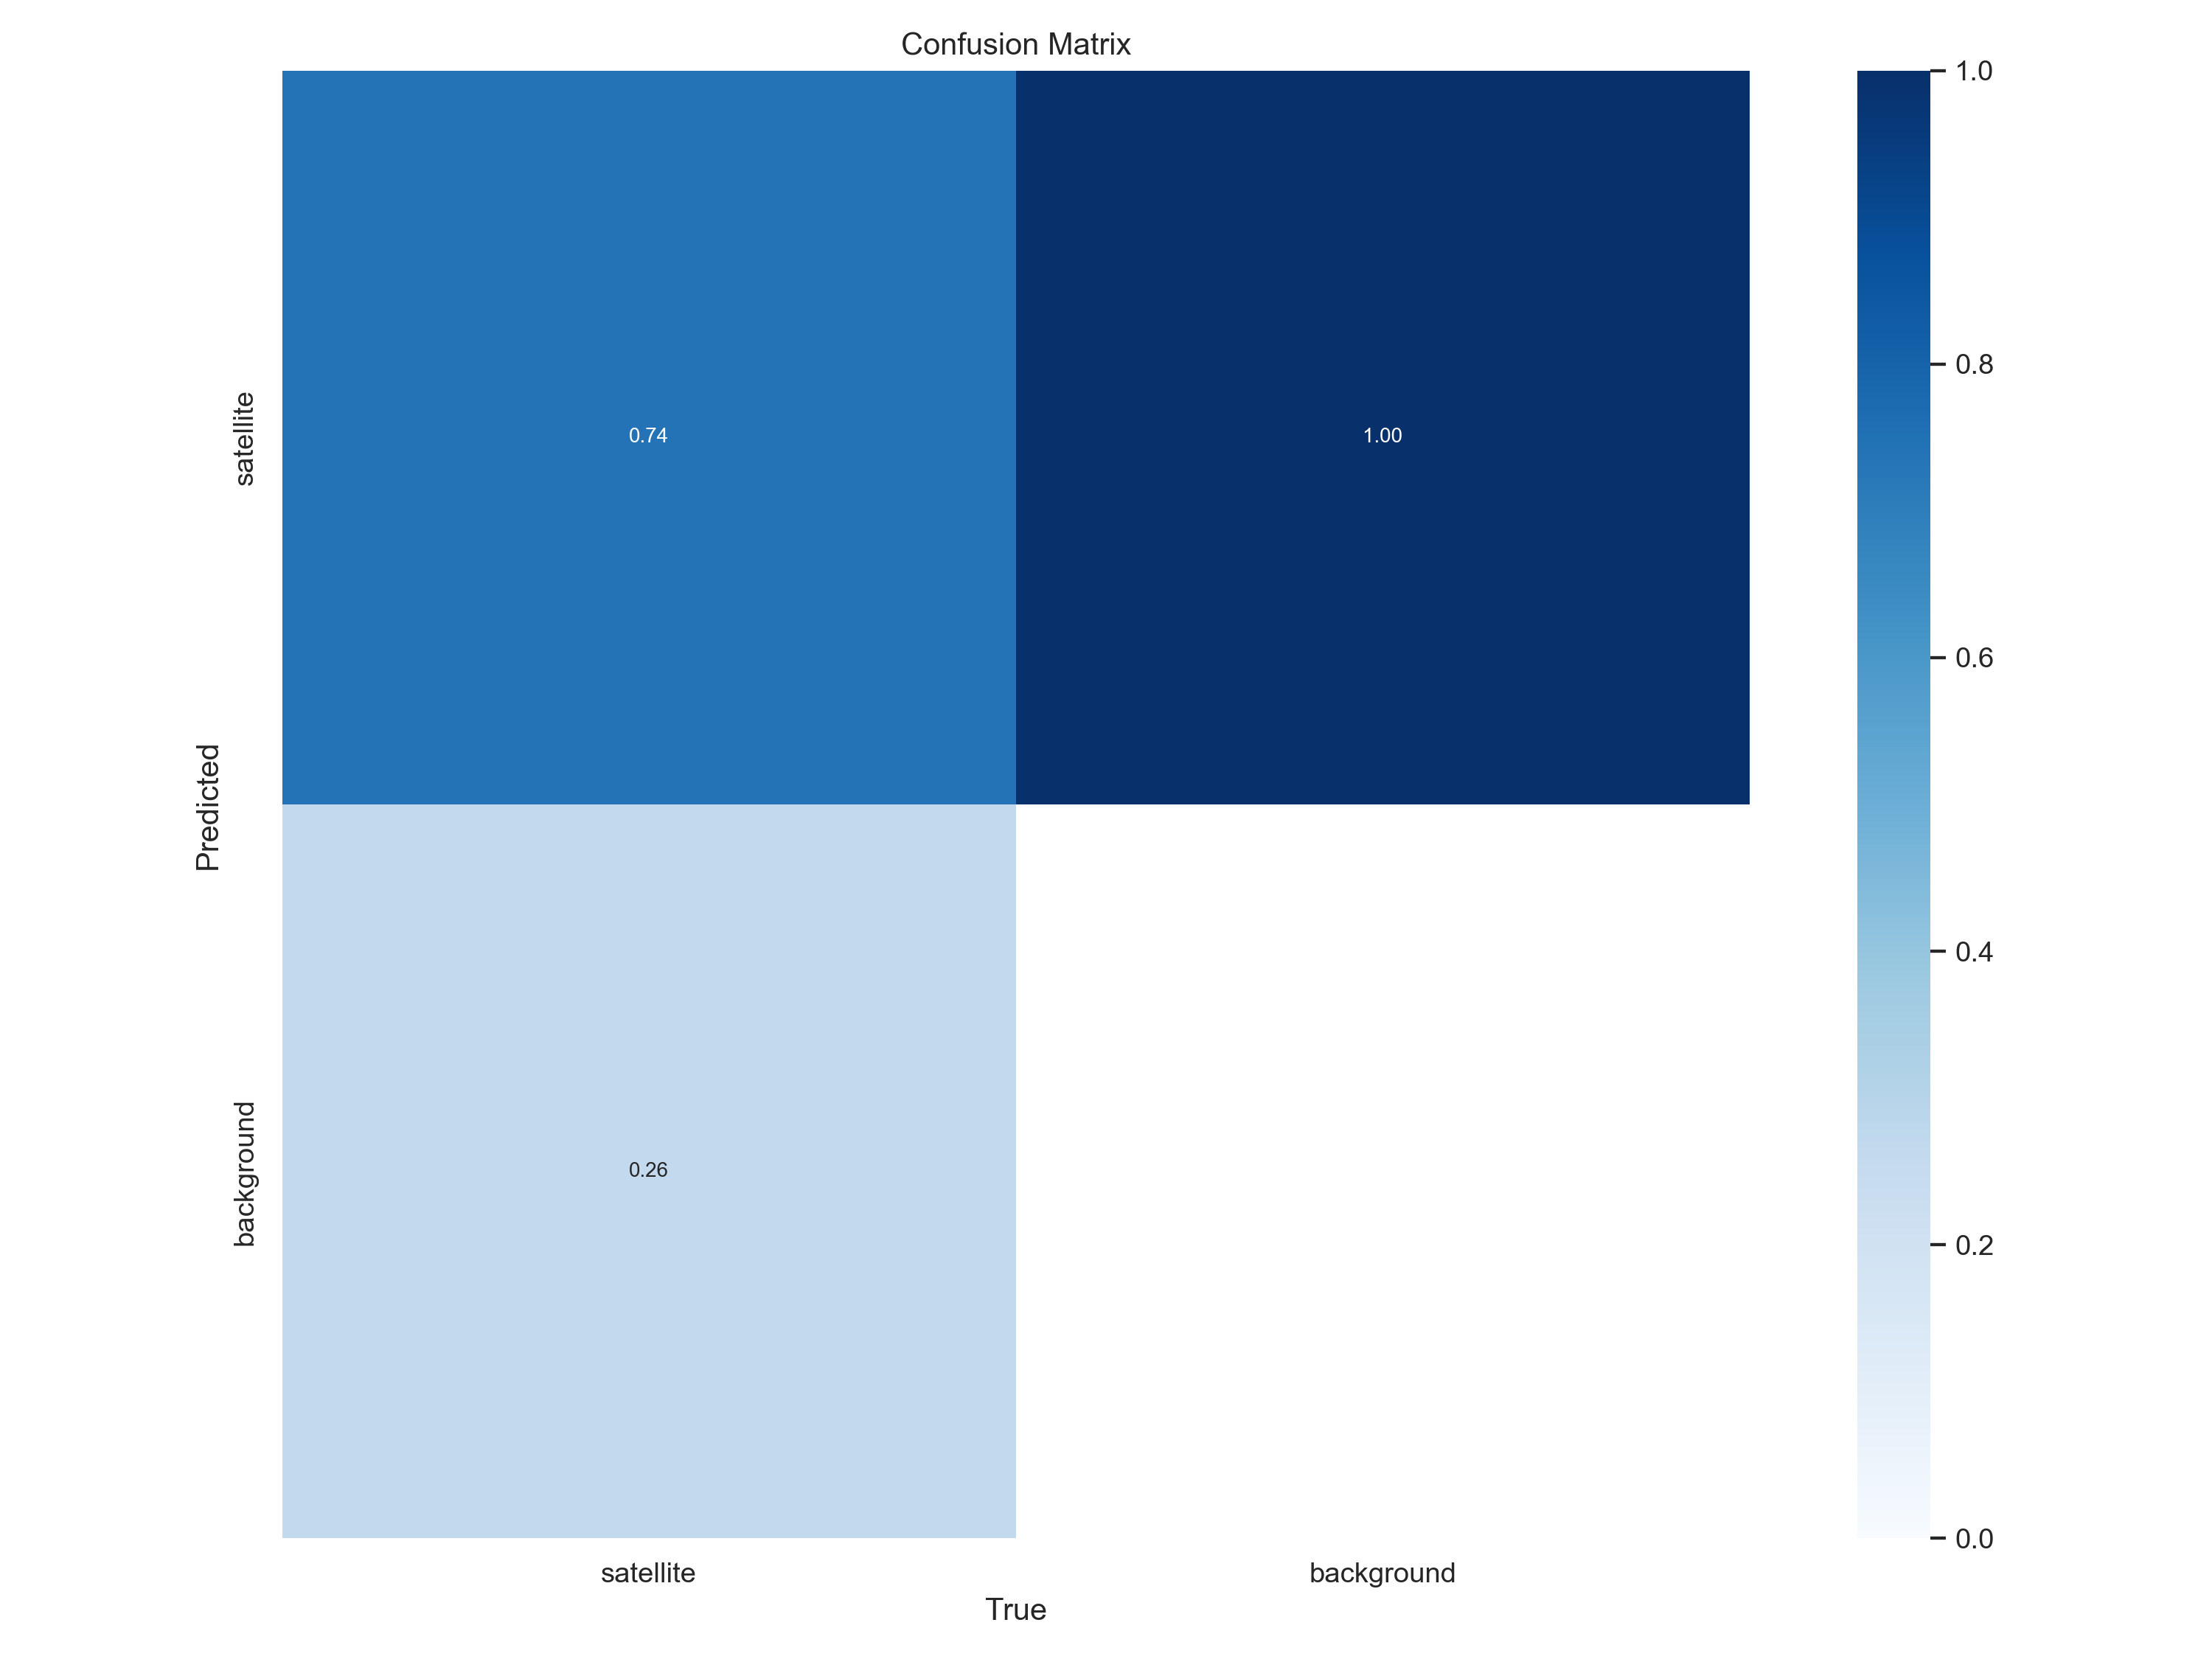 Confusion Matrix
satellite
background
Predicted
0.74
1.00
0.26
satellite
background
True
1.0
0.8
0.6
0.4
0.2
0.0